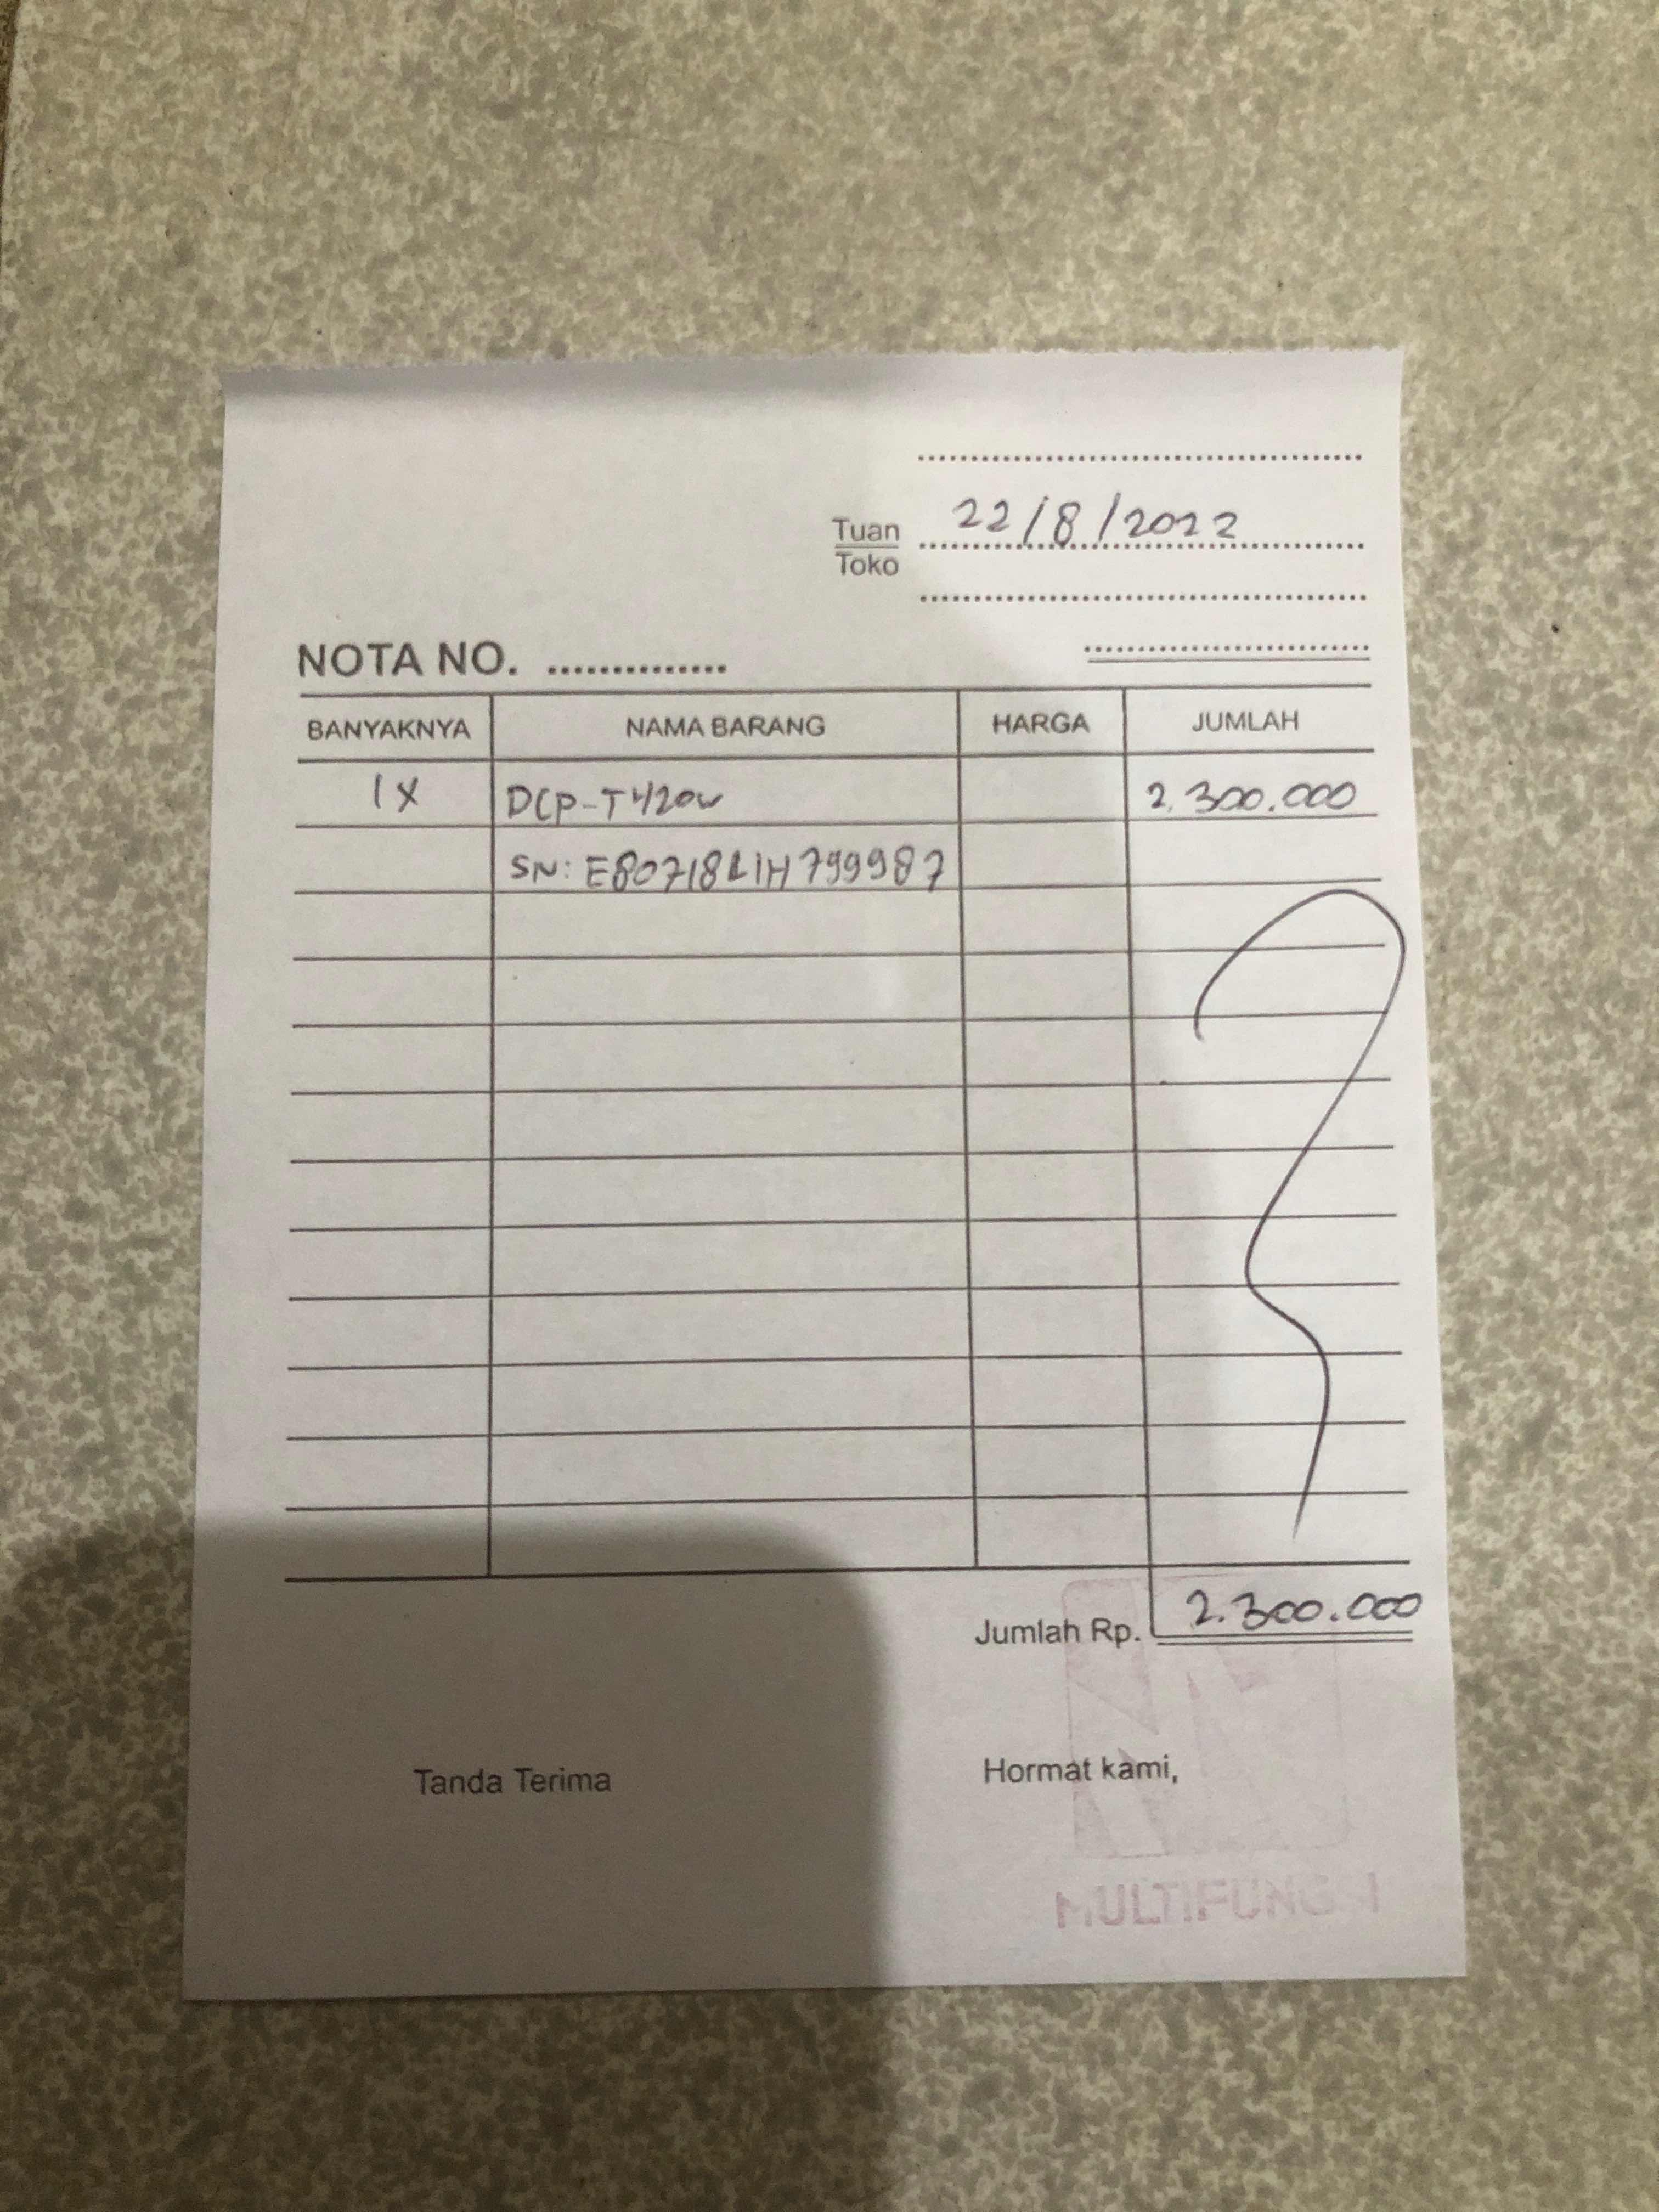 22/8/2022
Tuan
Toko
NOTA NO. ..............
BANYAKNYA NAMA BARANG HARGA JUMLAH
1X DCP-T420W 2.300.000
SN: E80718L1H799987
Jumlah Rp. 2.300.000
Tanda Terima Hormat kami,
MULTIFUNG I